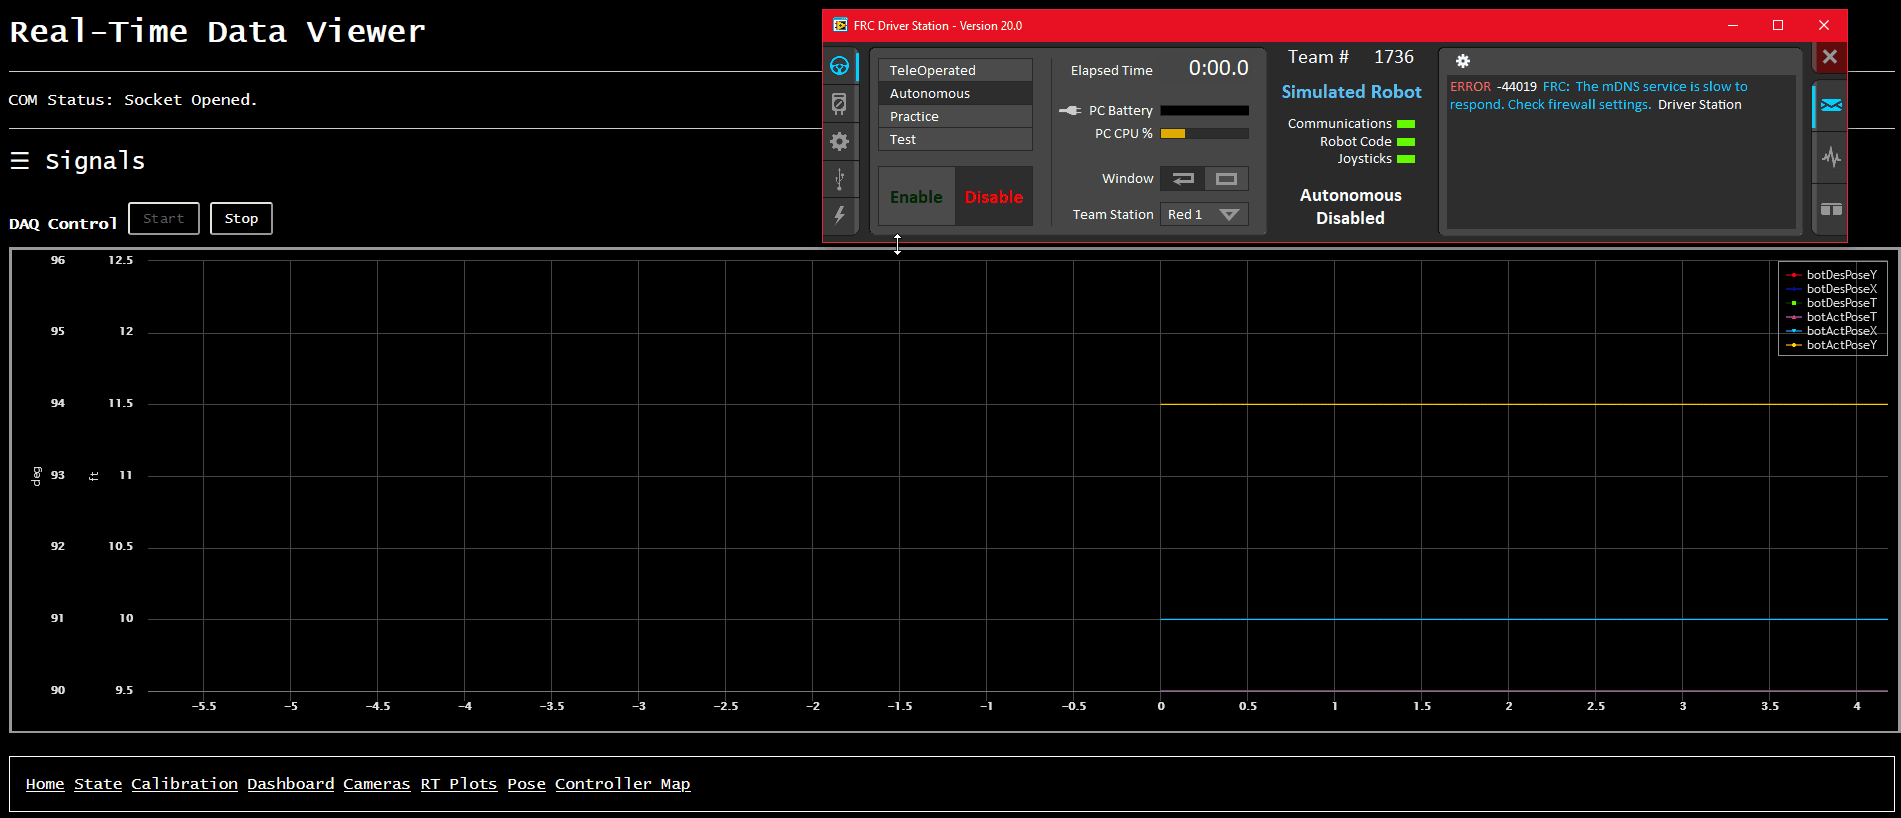 Real-Time Data Viewer
COM Status: Socket Opened.
☰ Signals
DAQ Control Start Stop
FRC Driver Station - Version 20.0
TeleOperated
Autonomous
Practice
Test
Enable Disable
Elapsed Time 0:00.0
PC Battery
PC CPU %
Window
Team Station Red 1
Team # 1736
Simulated Robot
Communications
Robot Code
Joysticks
Autonomous
Disabled
ERROR -44019 FRC: The mDNS service is slow to
respond. Check firewall settings. Driver Station
96 12.5
95 12
94 11.5
deg 93 ft 11
92 10.5
91 10
90 9.5
-5.5 -5 -4.5 -4 -3.5 -3 -2.5 -2 -1.5 -1 -0.5 0 0.5 1 1.5 2 2.5 3 3.5 4
botDesPoseY
botDesPoseX
botDesPoseT
botActPoseT
botActPoseX
botActPoseY
Home State Calibration Dashboard Cameras RT Plots Pose Controller Map